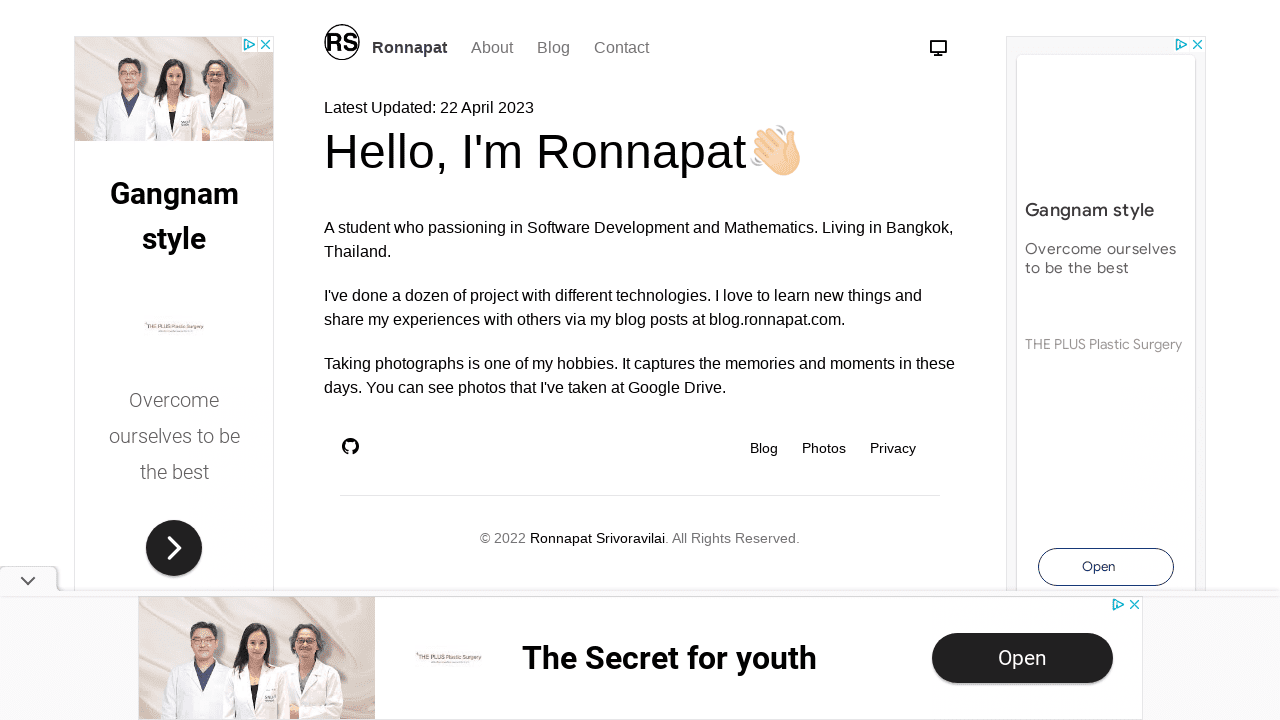 RS
Ronnapat
About
Blog
Contact
Latest Updated: 22 April 2023
Hello, I'm Ronnapat
A student who passioning in Software Development and Mathematics. Living in Bangkok,
Thailand.
I've done a dozen of project with different technologies. I love to learn new things and
share my experiences with others via my blog posts at blog.ronnapat.com.
Taking photographs is one of my hobbies. It captures the memories and moments in these
days. You can see photos that I've taken at Google Drive.
Blog
Photos
Privacy
© 2022 Ronnapat Srivoravilai. All Rights Reserved.
Gangnam
style
THE PLUS Plastic Surgery
Overcome
ourselves to be
the best
Gangnam style
Overcome ourselves
to be the best
THE PLUS Plastic Surgery
Open
THE PLUS Plastic Surgery
The Secret for youth
Open